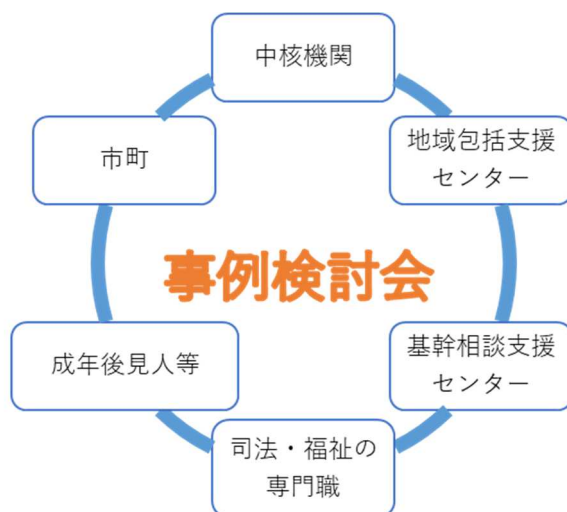 中核機関
市町
地域包括支援
センター
事例検討会
成年後見人等
基幹相談支援
センター
司法・福祉の
専門職